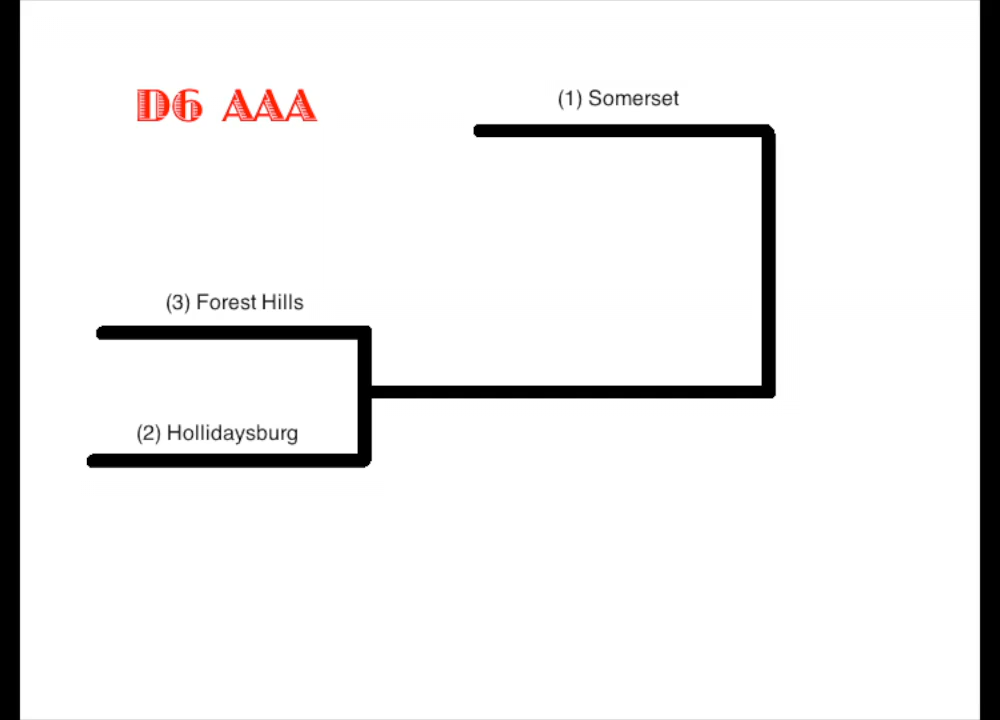 D6 AAA
(1) Somerset
(3) Forest Hills
(2) Hollidaysburg